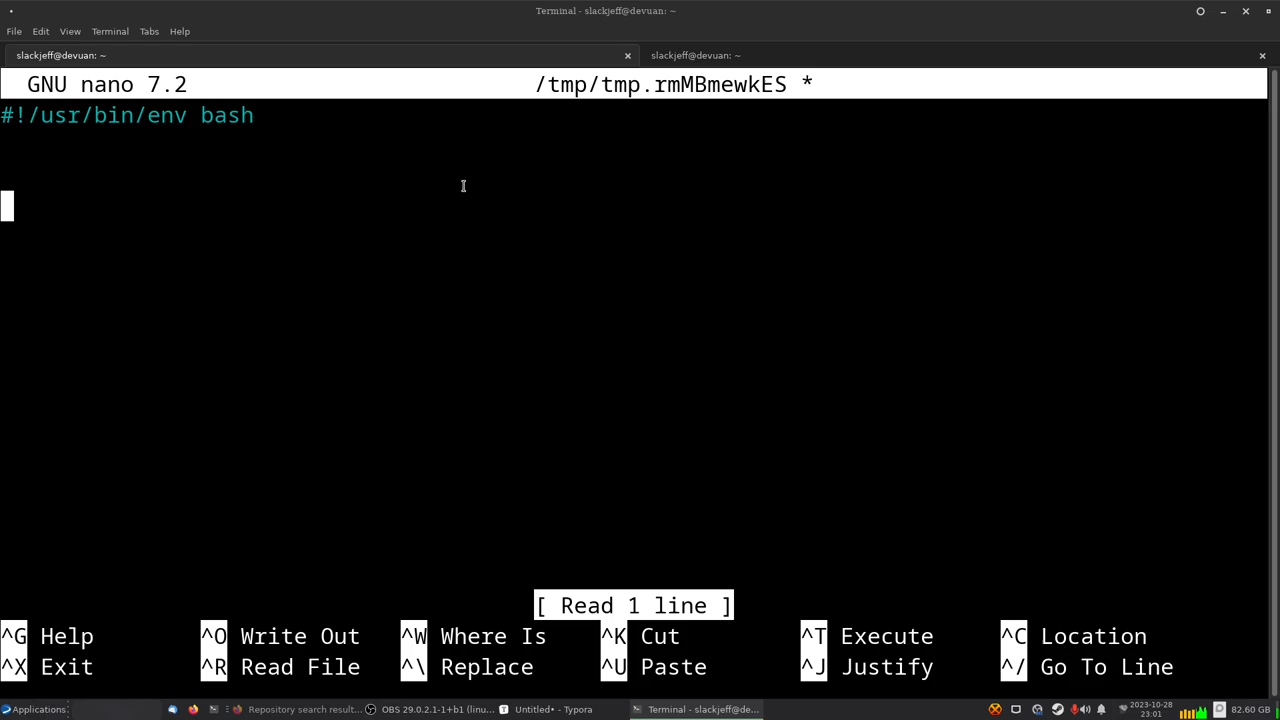 Terminal - slackjeff@devuan: ~
File Edit View Terminal Tabs Help
slackjeff@devuan: ~ slackjeff@devuan: ~
GNU nano 7.2 /tmp/tmp.rmMBmewkES *
#!/usr/bin/env bash
[ Read 1 line ]
^G Help ^O Write Out ^W Where Is ^K Cut ^T Execute ^C Location
^X Exit ^R Read File ^\ Replace ^U Paste ^J Justify ^/ Go To Line
Applications Repository search result... OBS 29.0.2.1-1+b1 (linu... Untitled• - Typora Terminal - slackjeff@de... 2023-10-28 82.60 GB
23:01